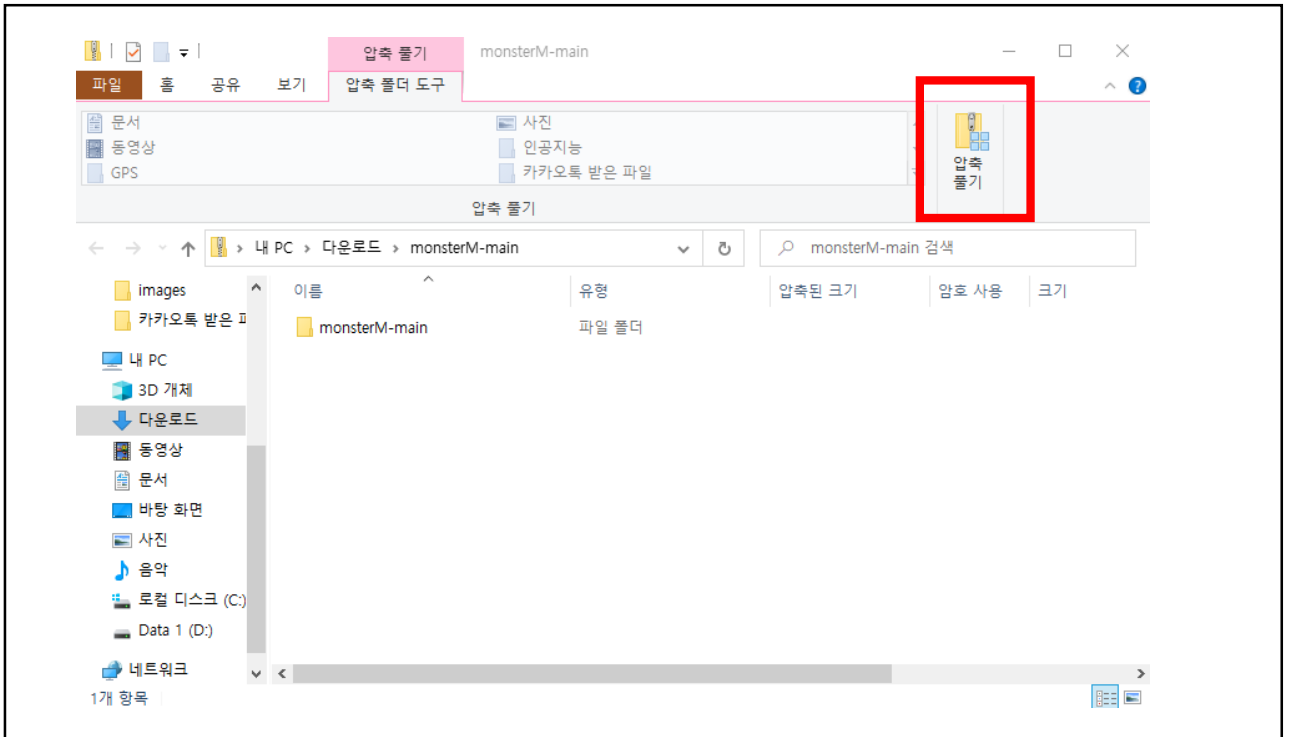 압축 풀기
monsterM-main
파일 홈 공유 보기 압축 폴더 도구
문서
동영상
GPS
사진
인공지능
카카오톡 받은 파일
압축
풀기
압축 풀기
내 PC › 다운로드 › monsterM-main
monsterM-main 검색
images
카카오톡 받은
내 PC
3D 개체
다운로드
동영상
문서
바탕 화면
사진
음악
로컬 디스크 (C:)
Data 1 (D:)
네트워크
이름 유형 압축된 크기 암호 사용 크기
monsterM-main 파일 폴더
1개 항목